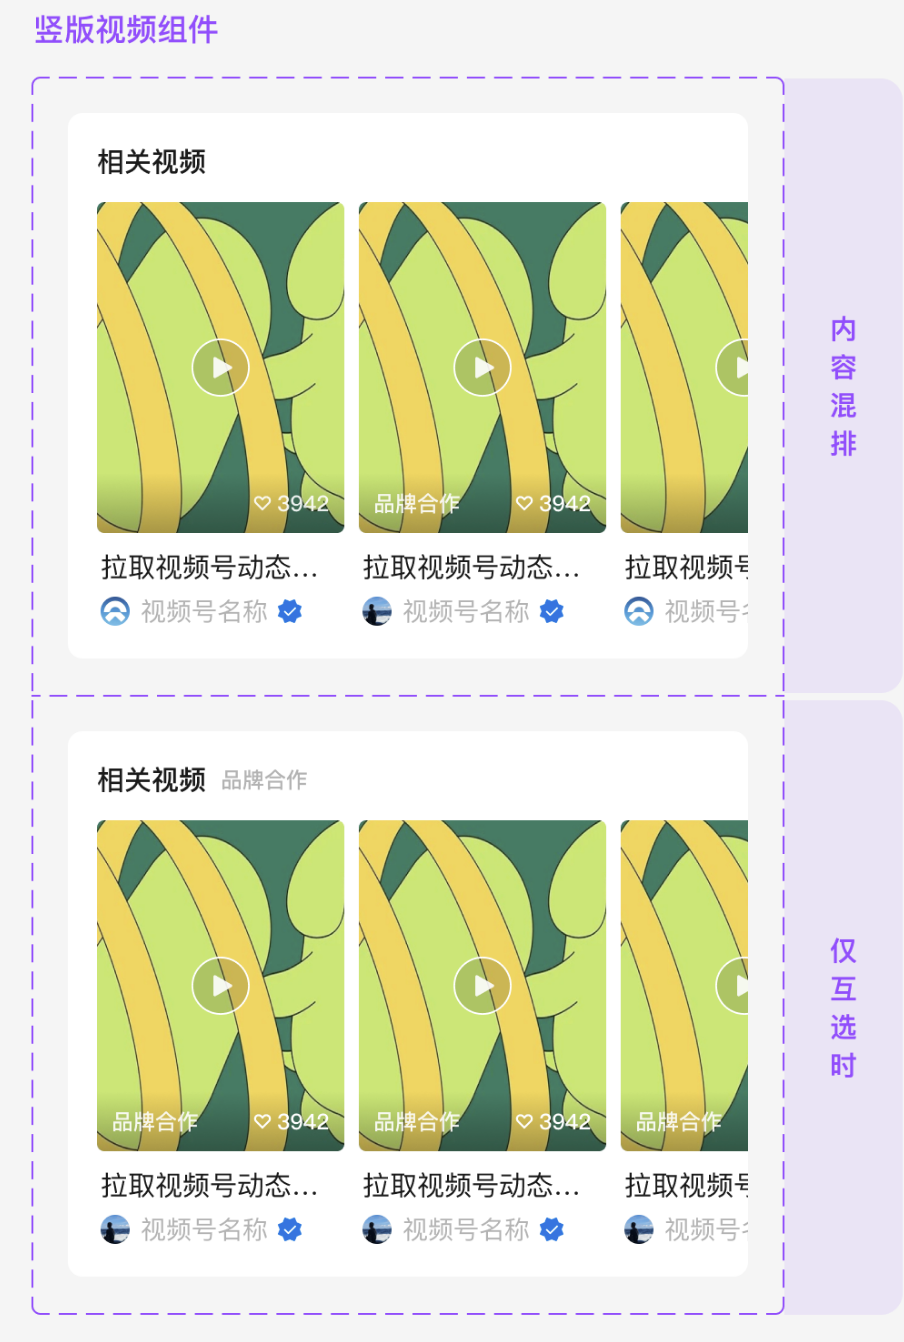 竖版视频组件
相关视频
3942
品牌合作 3942
拉取视频号动态... 拉取视频号动态... 拉取视频号
视频号名称 视频号名称 视频号
内容混排
相关视频 品牌合作
品牌合作 3942 品牌合作 3942 品牌合作
拉取视频号动态... 拉取视频号动态... 拉取视频号
视频号名称 视频号名称 视频号
仅互选时